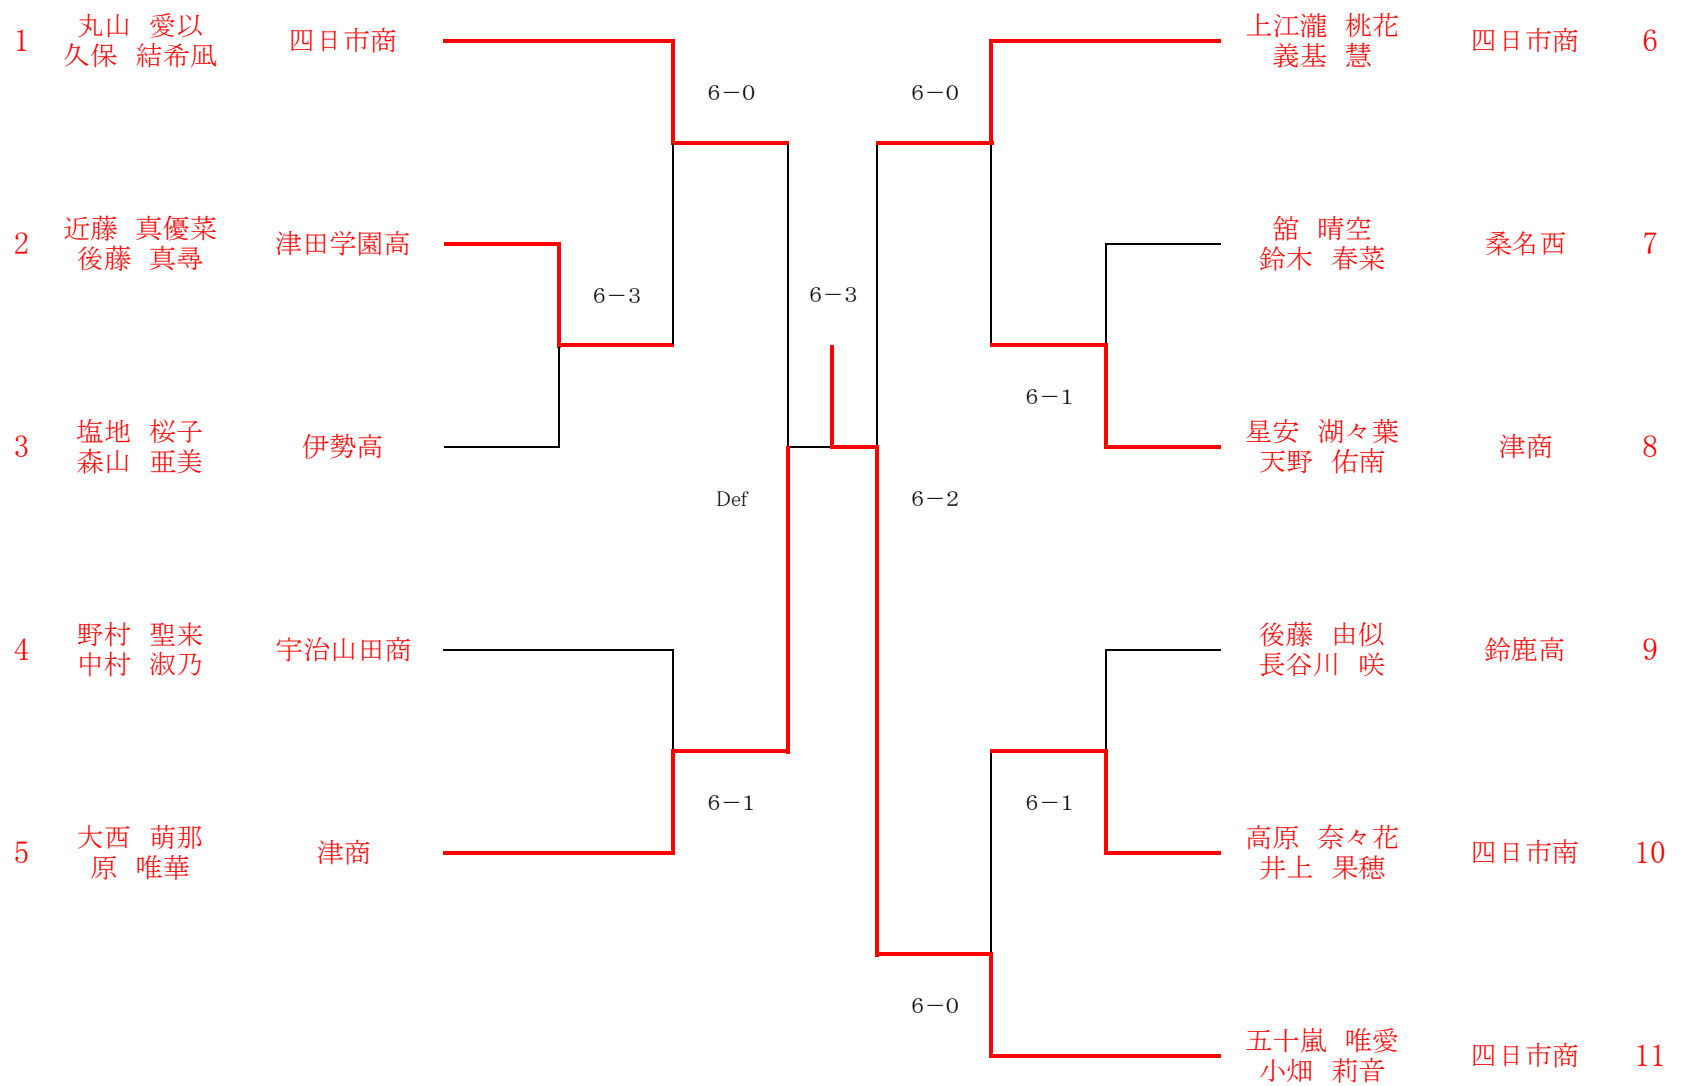 1 丸山 愛以 四日市商
久保 結希凪
6-0
2 近藤 真優菜 津田学園高
後藤 真尋
6-3
3 塩地 桜子 伊勢高
森山 亜美
Def
4 野村 聖来 宇治山田商
中村 淑乃
6-1
5 大西 萌那 津商
原 唯華
6-3
上江瀧 桃花 四日市商 6
義基 慧
6-0
舘 晴空 桑名西 7
鈴木 春菜
6-1
星安 湖々葉 津商 8
天野 佑南
6-2
後藤 由似 鈴鹿高 9
長谷川 咲
6-1
高原 奈々花 四日市南 10
井上 果穂
6-0
五十嵐 唯愛 四日市商 11
小畑 莉音